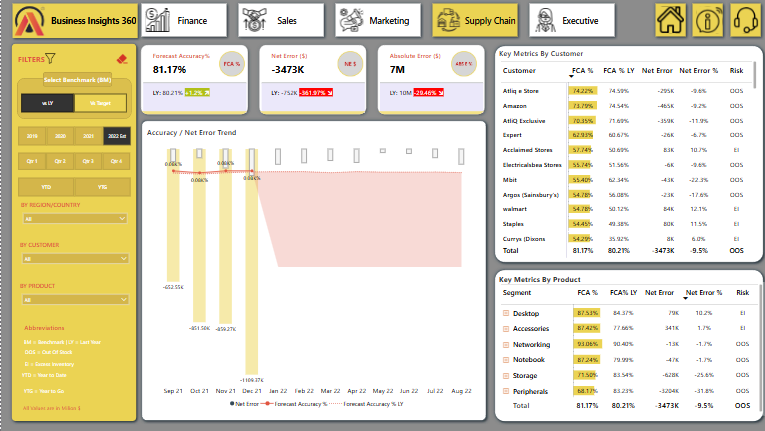 Business Insights 360
Finance
Sales
Marketing
Supply Chain
Executive
FILTERS
Select Benchmark (BM)
vs LY
Vs Target
2019
2020
2021
2022 Est
Qtr 1
Qtr 2
Qtr 3
Qtr 4
YTD
YTG
BY REGION/COUNTRY
All
BY CUSTOMER
All
BY PRODUCT
All
Abbreviations
BM = Benchmark | LY = Last Year
OOS = Out Of Stock
EI = Excess Inventory
YTD = Year to Date
YTG = Year to Go
All values are in Million $
Forecast Accuracy%
81.17%
FCA %
LY: 80.21% +1.2%
Net Error ($)
-3473K
NE $
LY: -752K -361.97%
Absolute Error ($)
7M
ABSE %
LY: 10M -29.46%
Accuracy / Net Error Trend
0.08K% 0.08K% 0.08K% 0.08K%
-652.55K
-851.50K
-859.27K
-1109.37K
Sep 21 Oct 21 Nov 21 Dec 21 Jan 22 Feb 22 Mar 22 Apr 22 May 22 Jun 22 Jul 22 Aug 22
Net Error Forecast Accuracy % Forecast Accuracy % LY
Key Metrics By Customer
Customer FCA % FCA % LY Net Error Net Error % Risk
Atliq e Store 74.22% 74.59% -295K -9.6% OOS
Amazon 73.79% 74.54% -465K -9.2% OOS
AtliQ Exclusive 70.35% 71.69% -359K -11.9% OOS
Expert 62.93% 60.67% -26K -6.7% OOS
Acclaimed Stores 57.74% 50.69% 83K 10.7% EI
Electricalsbea Stores 55.74% 51.56% -6K -9.6% OOS
Mbit 55.40% 62.34% -43K -22.3% OOS
Argos (Sainsbury's) 54.78% 56.08% -23K -17.6% OOS
walmart 54.78% 50.12% 84K 12.1% EI
Staples 54.45% 49.38% 80K 11.5% EI
Currys (Dixons 54.29% 35.92% 8K 6.0% EI
Total 81.17% 80.21% -3473K -9.5% OOS
Key Metrics By Product
Segment FCA % FCA% LY Net Error Net Error % Risk
Desktop 87.53% 84.37% 79K 10.2% EI
Accessories 87.42% 77.66% 341K 1.7% EI
Networking 93.06% 90.40% -13K -1.7% OOS
Notebook 87.24% 79.99% -47K -1.7% OOS
Storage 71.50% 83.54% -628K -25.6% OOS
Peripherals 68.17% 83.23% -3204K -31.8% OOS
Total 81.17% 80.21% -3473K -9.5% OOS